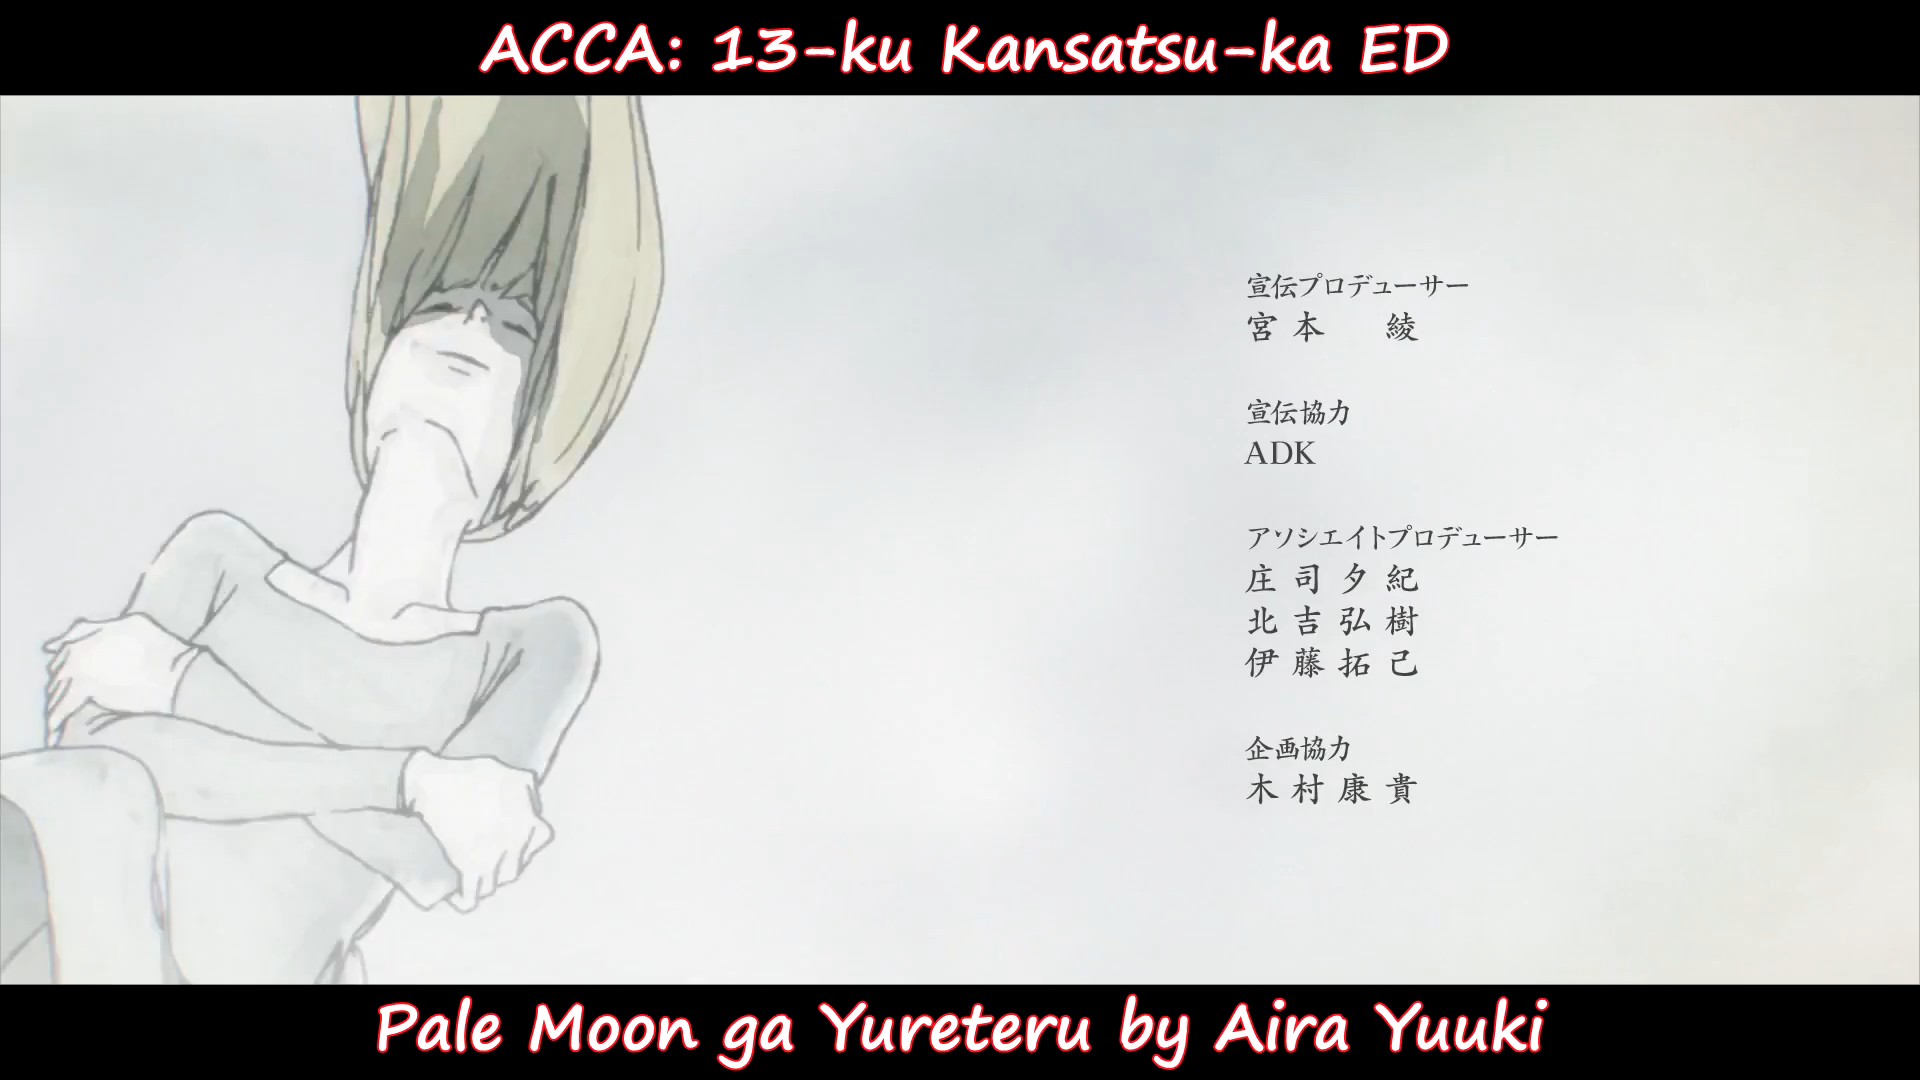 ACCA: 13-ku Kansatsu-ka ED
宣伝プロデューサー
宮本 綾
宣伝協力
ADK
アソシエイトプロデューサー
庄司夕紀
北吉弘樹
伊藤拓己
企画協力
木村康貴
Pale Moon ga Yureteru by Aira Yuuki